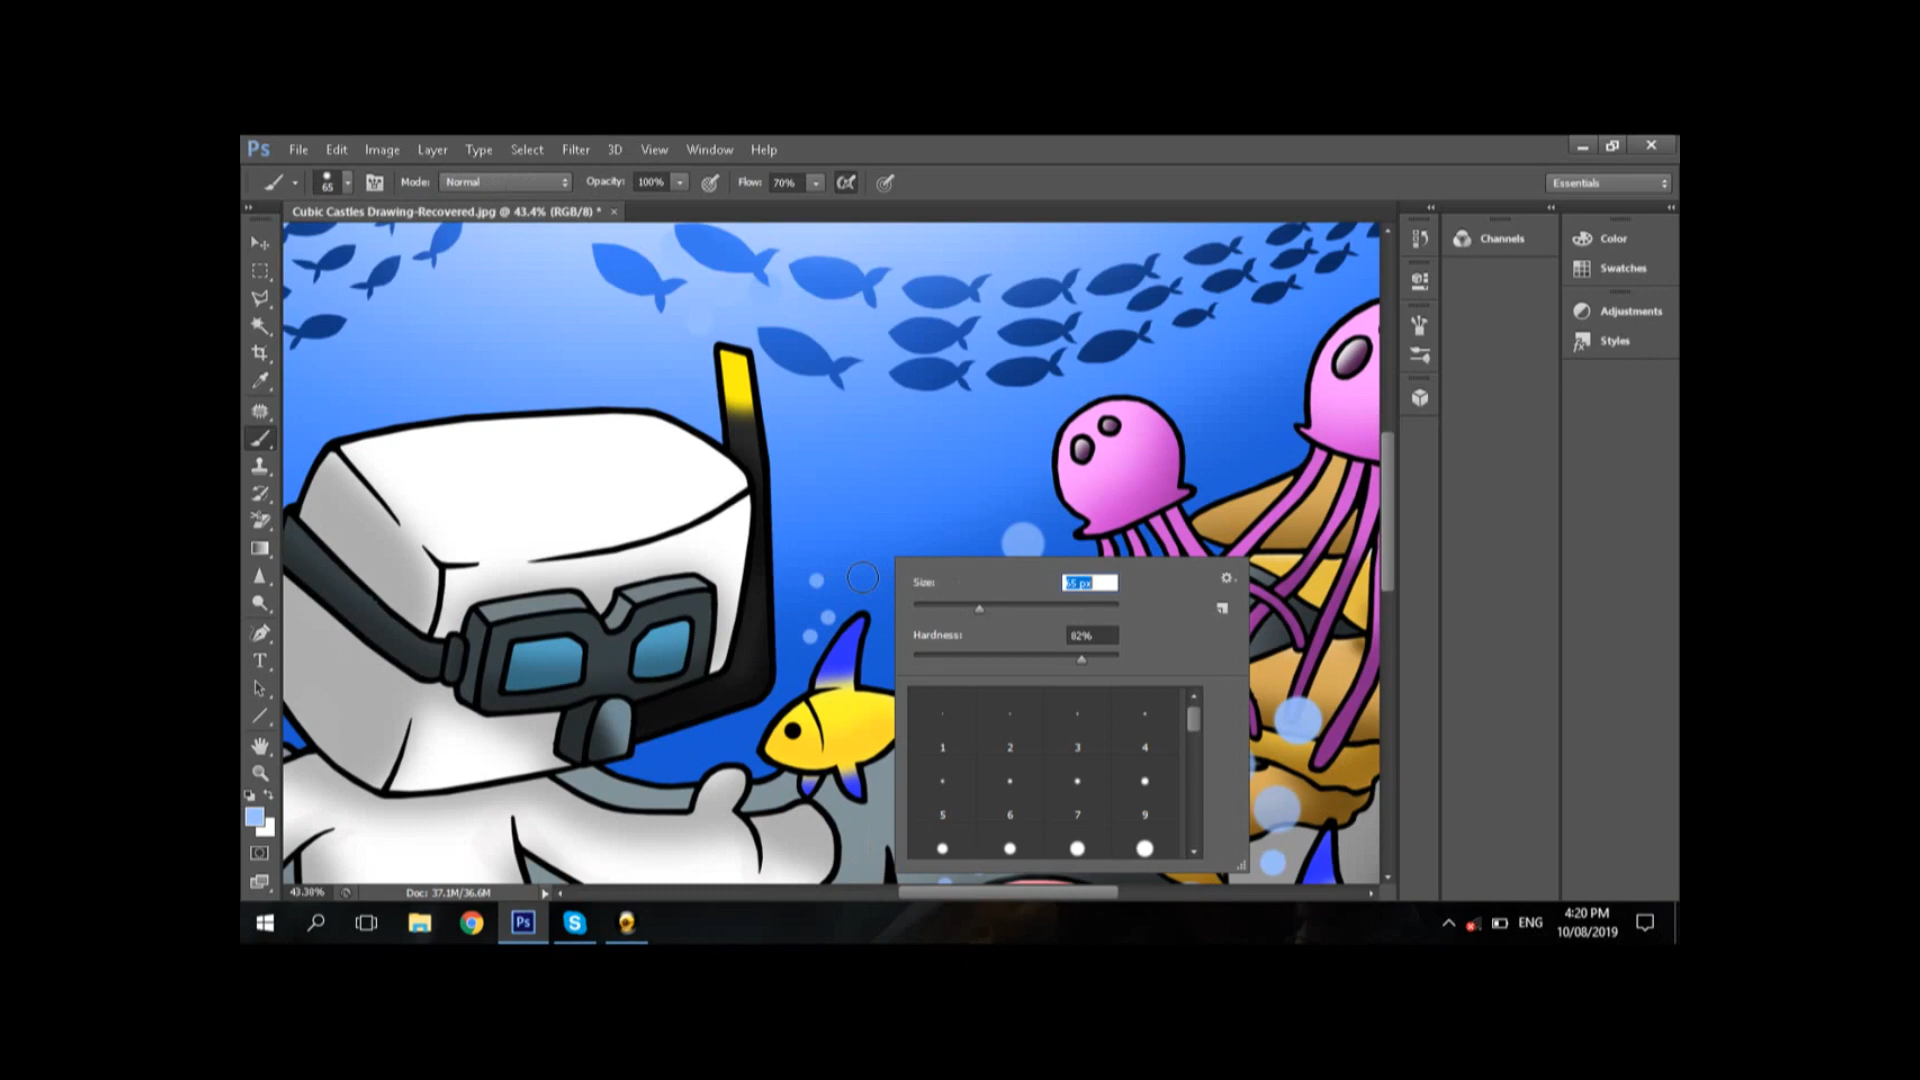 Ps File Edit Image Layer Type Select Filter 3D View Window Help
65 Mode: Normal Opacity: 100% Flow: 70% Essentials
Cubic Castles Drawing-Recovered.jpg @ 43.4% (RGB/8) * ×
Channels
Color
Swatches
Adjustments
Styles
Size: 65 px
Hardness: 82%
1 2 3 4
5 6 7 9
43.38% Doc: 37.1M/36.6M
Ps S ENG 4:20 PM
10/08/2019